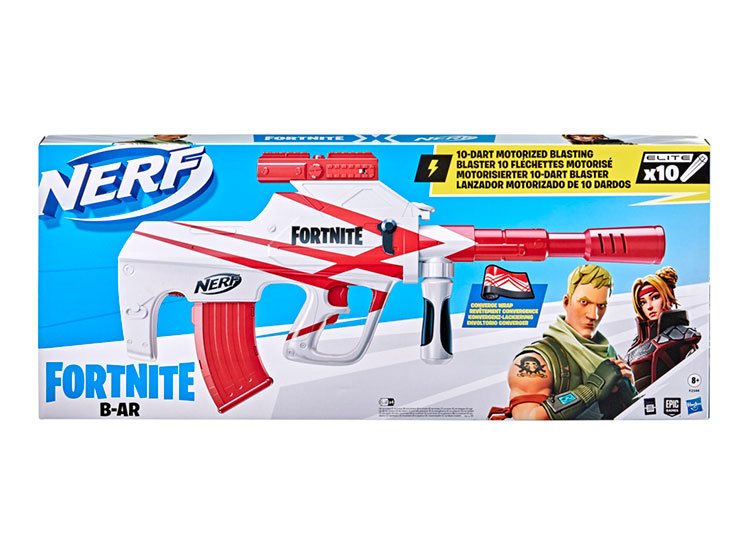 FORTNITE X NERF
NERF
10-DART MOTORIZED BLASTING
BLASTER 10 FLÉCHETTES MOTORISÉ
MOTORISIERTER 10-DART BLASTER
LANZADOR MOTORIZADO DE 10 DARDOS
ELITE
x10
FORTNITE
NERF
CONVERGE WRAP
REVÊTEMENT CONVERGENCE
KONVERGENZ-LACKIERUNG
ENVOLTORIO CONVERGER
FORTNITE
B-AR
8+
EPIC
GAMES
Hasbro